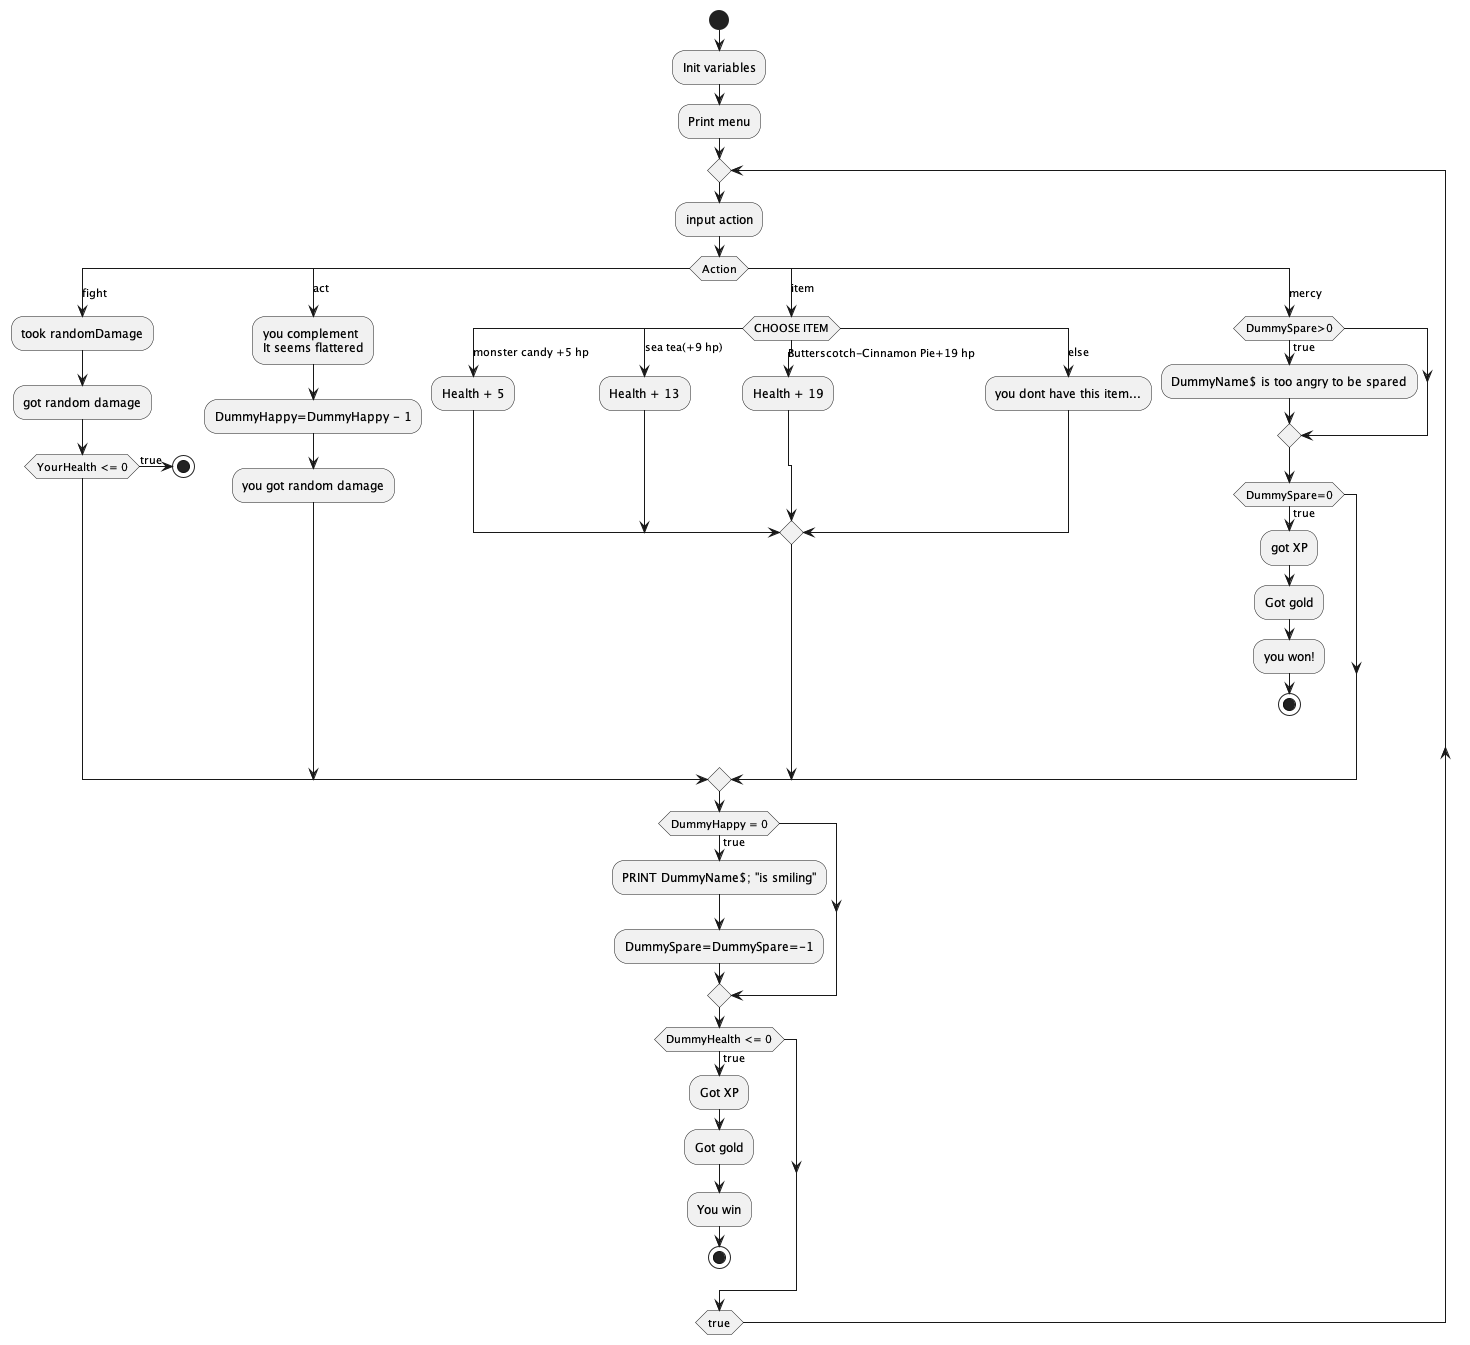 Init variables
Print menu
input action
Action
fight
took randomDamage
got random damage
YourHealth <= 0
true
act
you complement
It seems flattered
DummyHappy=DummyHappy - 1
you got random damage
item
CHOOSE ITEM
monster candy +5 hp
Health + 5
sea tea(+9 hp)
Health + 13
Butterscotch-Cinnamon Pie+19 hp
Health + 19
else
you dont have this item...
mercy
DummySpare>0
true
DummyName$ is too angry to be spared
DummySpare=0
true
got XP
Got gold
you won!
DummyHappy = 0
true
PRINT DummyName$; "is smiling"
DummySpare=DummySpare=-1
DummyHealth <= 0
true
Got XP
Got gold
You win
true